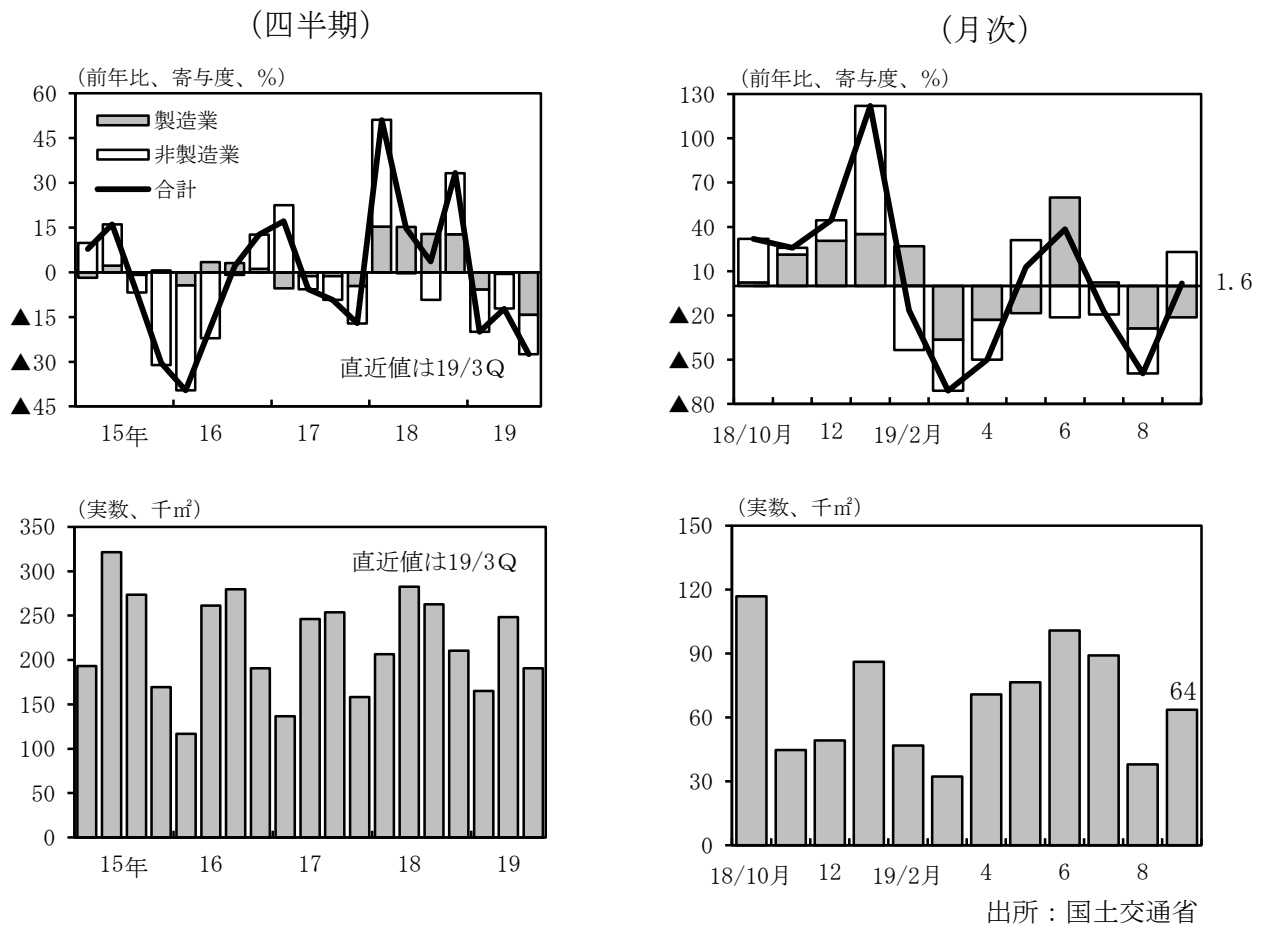 (四半期)
(月次)
(前年比、寄与度、%)
60
45
30
15
0
▲15
▲30
▲45
製造業
非製造業
合計
直近値は19/3Q
15年 16 17 18 19
(前年比、寄与度、%)
130
100
70
40
10
▲20
▲50
▲80
1.6
18/10月 12 19/2月 4 6 8
(実数、千㎡)
350
300
250
200
150
100
50
0
直近値は19/3Q
15年 16 17 18 19
(実数、千㎡)
150
120
90
60
30
0
64
18/10月 12 19/2月 4 6 8
出所：国土交通省